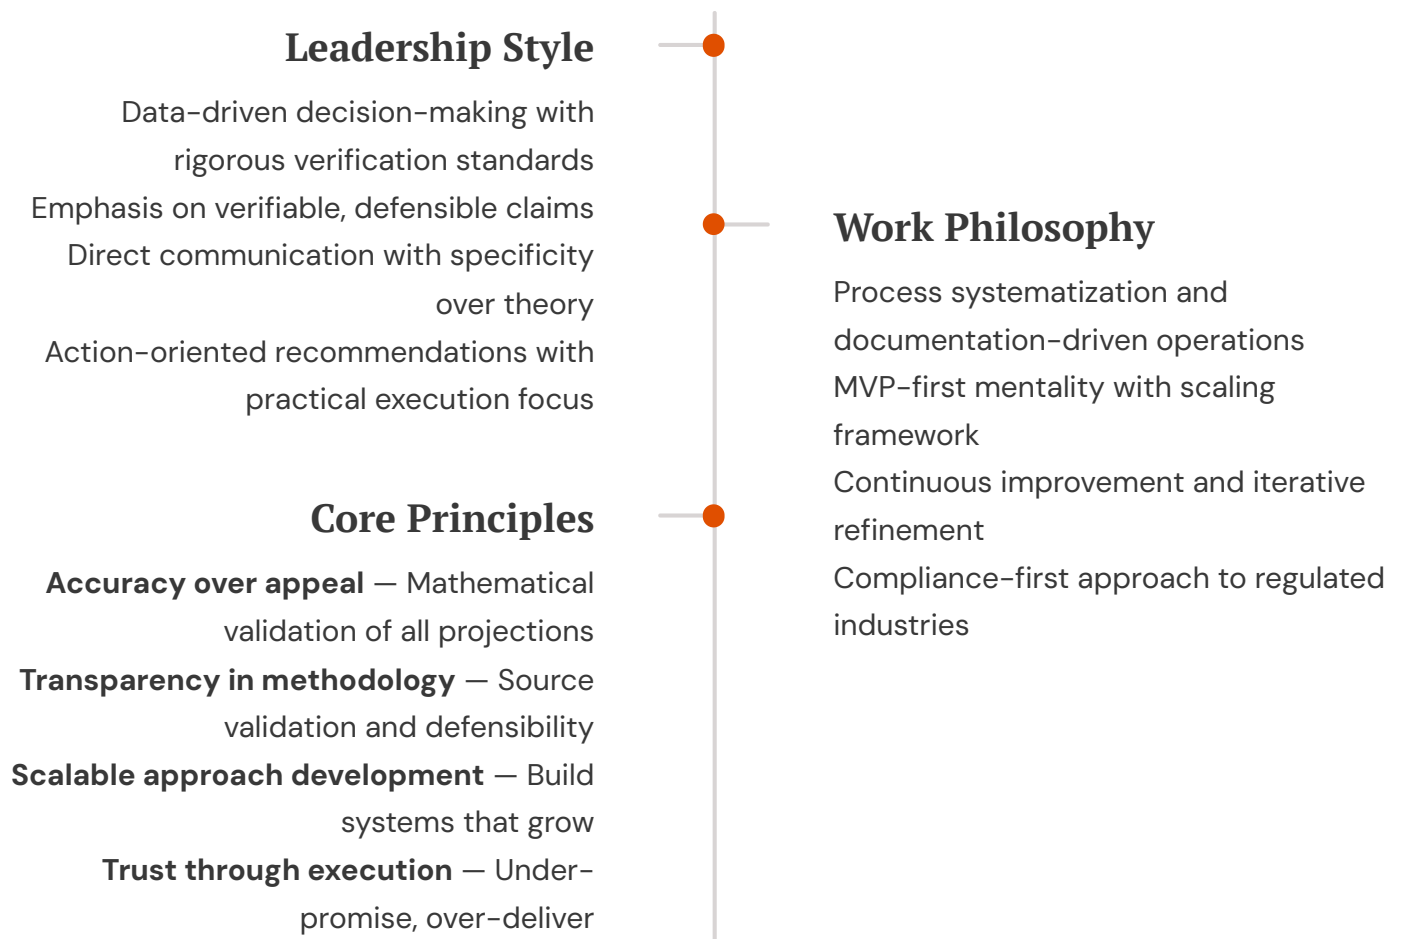 Leadership Style
Data-driven decision-making with
rigorous verification standards
Emphasis on verifiable, defensible claims
Direct communication with specificity
over theory
Action-oriented recommendations with
practical execution focus
Work Philosophy
Process systematization and
documentation-driven operations
MVP-first mentality with scaling
framework
Continuous improvement and iterative
refinement
Compliance-first approach to regulated
industries
Core Principles
Accuracy over appeal — Mathematical
validation of all projections
Transparency in methodology — Source
validation and defensibility
Scalable approach development — Build
systems that grow
Trust through execution — Under-
promise, over-deliver